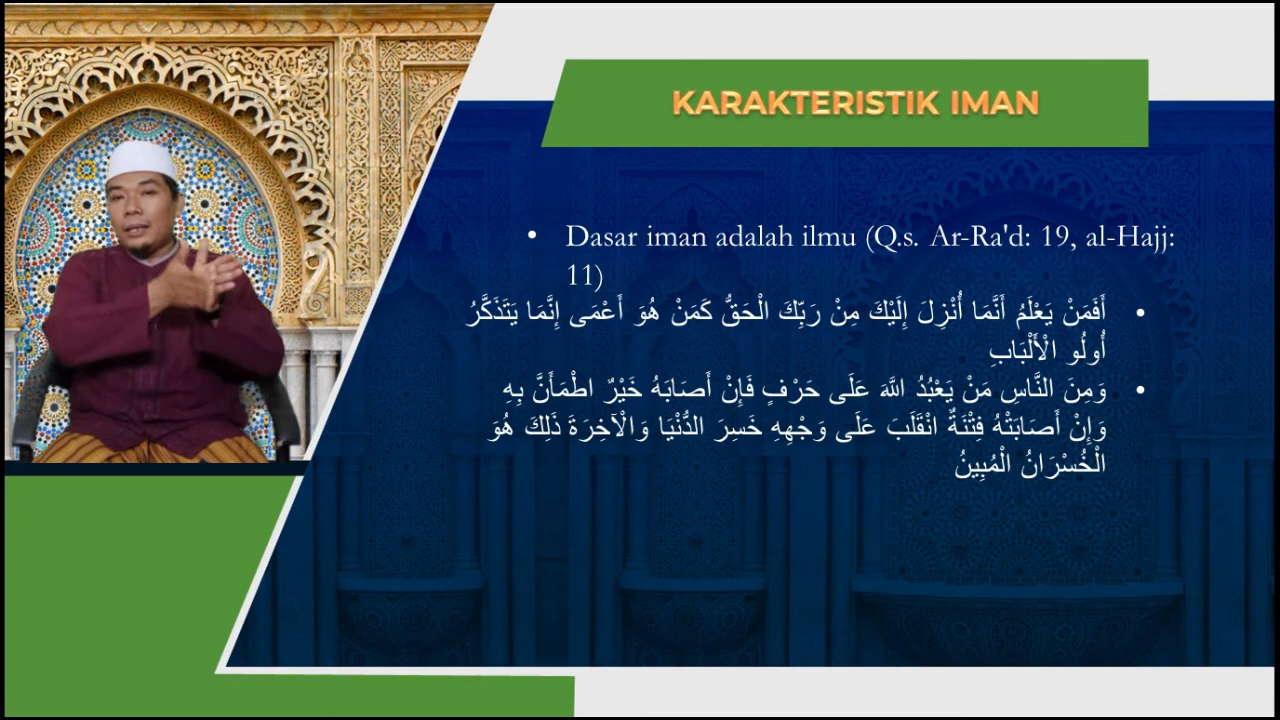 KARAKTERISTIK IMAN
• Dasar iman adalah ilmu (Q.s. Ar-Ra'd: 19, al-Hajj:
11)
• أَفَمَنْ يَعْلَمُ أَنَّمَا أُنْزِلَ إِلَيْكَ مِنْ رَبِّكَ الْحَقُّ كَمَنْ هُوَ أَعْمَى إِنَّمَا يَتَذَكَّرُ
أُولُو الْأَلْبَابِ
• وَمِنَ النَّاسِ مَنْ يَعْبُدُ اللَّهَ عَلَى حَرْفٍ فَإِنْ أَصَابَهُ خَيْرٌ اطْمَأَنَّ بِهِ
وَإِنْ أَصَابَتْهُ فِتْنَةٌ انْقَلَبَ عَلَى وَجْهِهِ خَسِرَ الدُّنْيَا وَالْآخِرَةَ ذَلِكَ هُوَ
الْخُسْرَانُ الْمُبِينُ